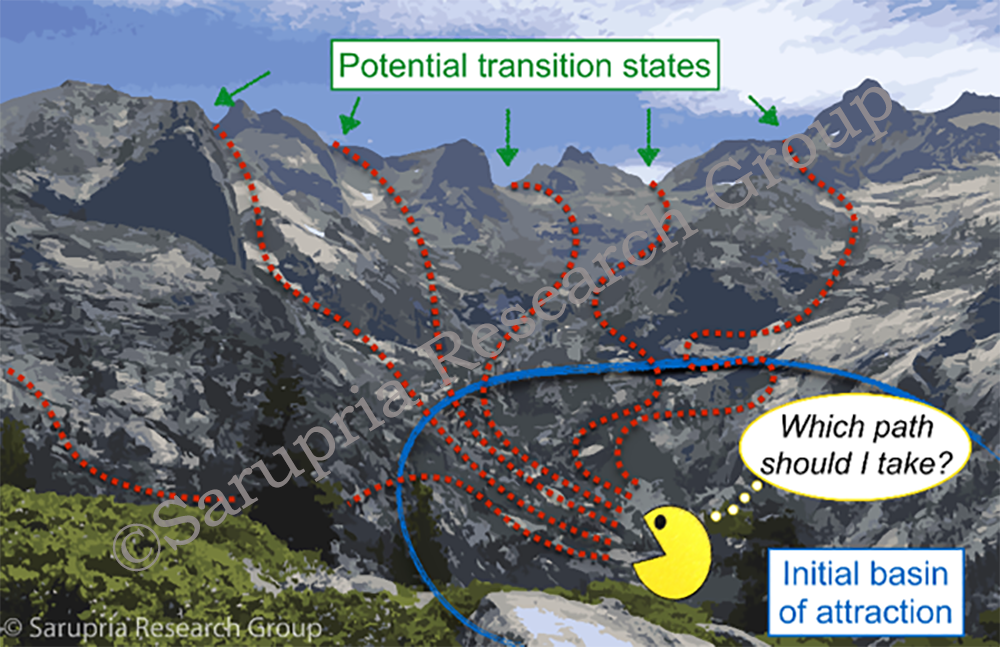 Potential transition states
Which path
should I take?
Initial basin
of attraction
©Sarupria Research Group
© Sarupria Research Group